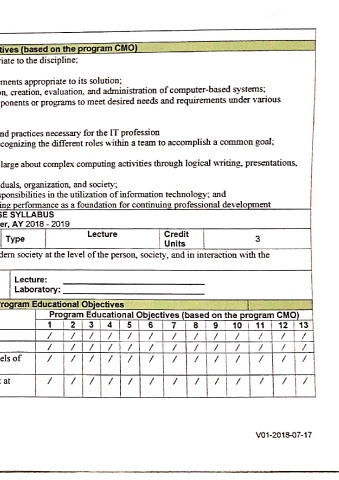 tives (based on the program CMO)
riate to the discipline;
ments appropriate to its solution;
on, creation, evaluation, and administration of computer-based systems;
ponents or programs to meet desired needs and requirements under various
nd practices necessary for the IT profession
cognizing the different roles within a team to accomplish a common goal;
large about complex computing activities through logical writing, presentations,
duals, organization, and society;
sponsibilities in the utilization of information technology; and
ing performance as a foundation for continuing professional development
SE SYLLABUS
er, AY 2018 - 2019
Type Lecture Credit Units 3
dern society at the level of the person, society, and in interaction with the
Lecture:
Laboratory:
rogram Educational Objectives
Program Educational Objectives (based on the program CMO)
1 2 3 4 5 6 7 8 9 10 11 12 13
/ / / / / / / / / / / / /
/ / / / / / / / / / / / /
els of / / / / / / / / / / / / /
at / / / / / / / / / / / / /
V01-2018-07-17